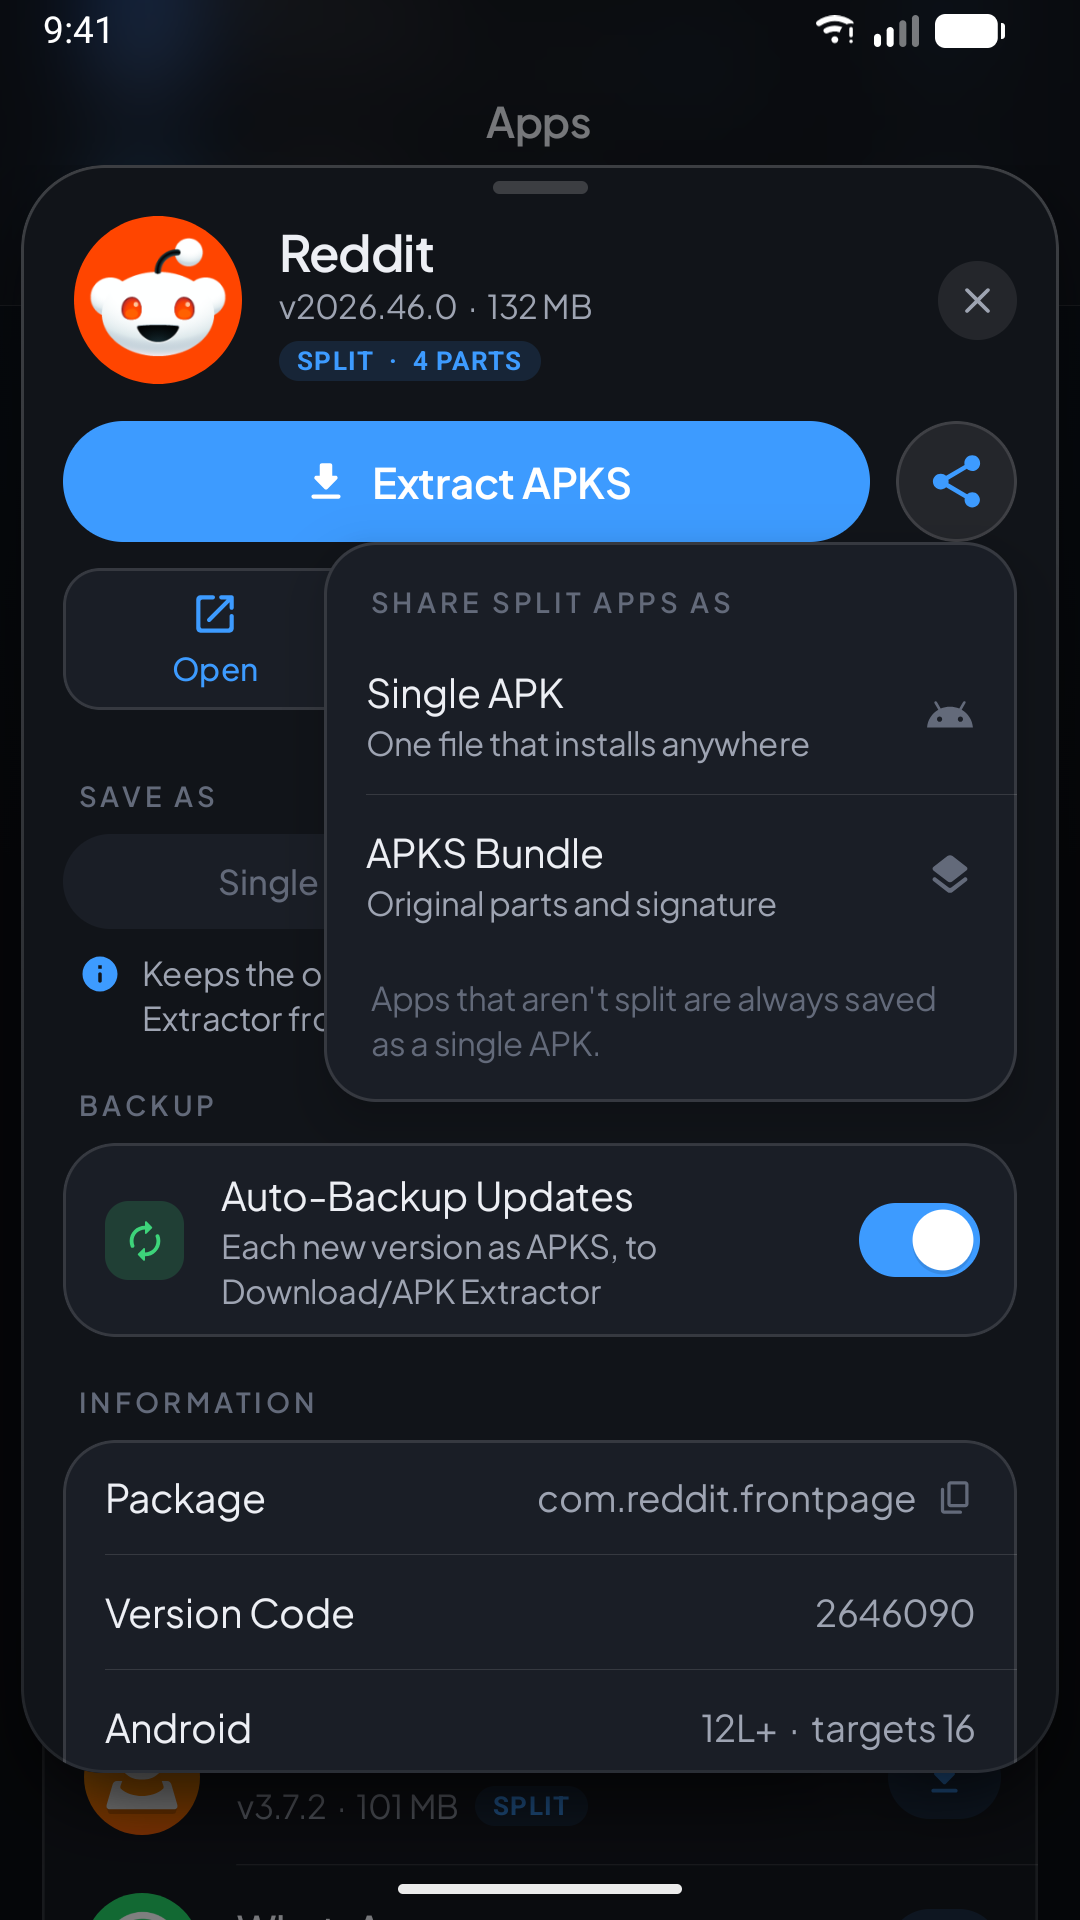 9:41
Apps
Reddit
v2026.46.0 · 132 MB
SPLIT · 4 PARTS
Extract APKS
Open
SHARE SPLIT APPS AS
Single APK
One file that installs anywhere
APKS Bundle
Original parts and signature
Apps that aren't split are always saved
as a single APK.
SAVE AS
Single
Keeps the o
Extractor fro
BACKUP
Auto-Backup Updates
Each new version as APKS, to
Download/APK Extractor
INFORMATION
Package com.reddit.frontpage
Version Code 2646090
Android 12L+ · targets 16
v3.7.2 · 101 MB SPLIT